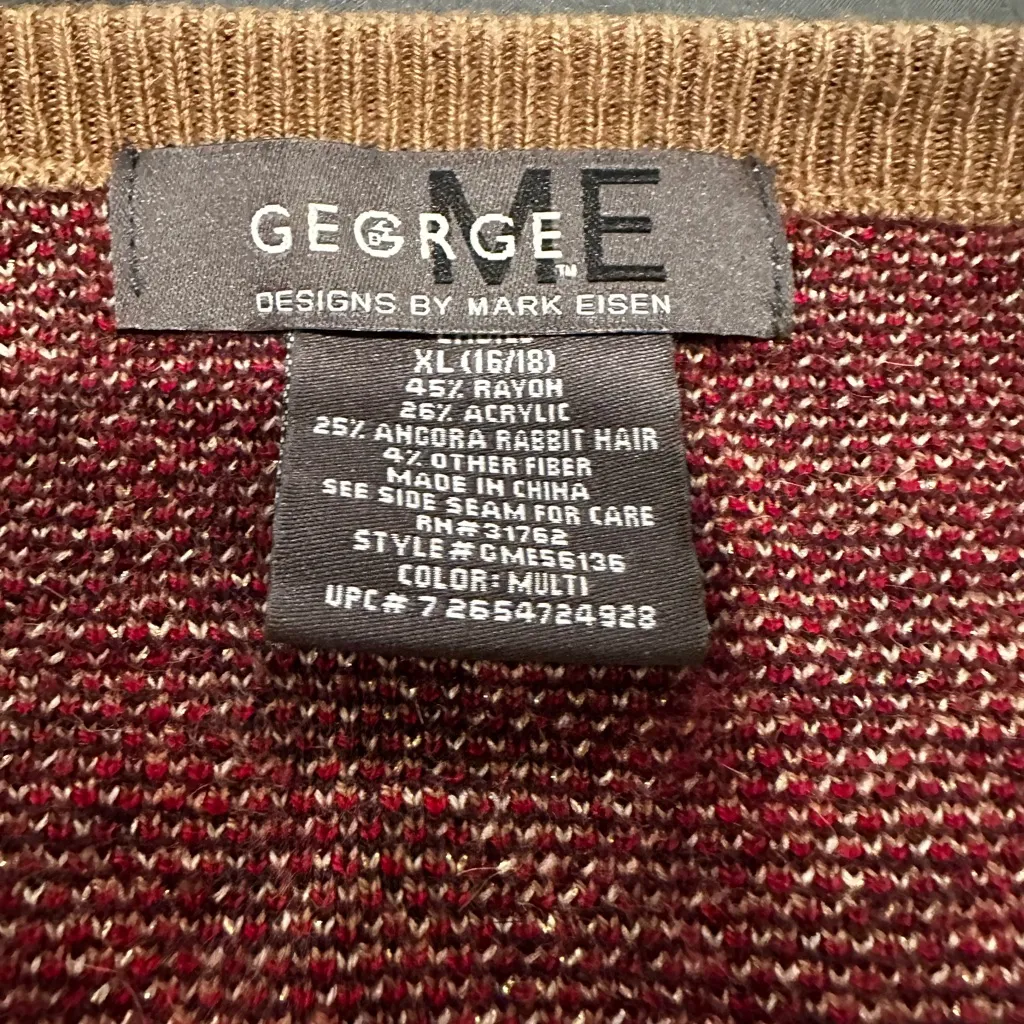 GEORGE ME™
DESIGNS BY MARK EISEN
XL (16/18)
45% RAYON
26% ACRYLIC
25% ANGORA RABBIT HAIR
4% OTHER FIBER
MADE IN CHINA
SEE SIDE SEAM FOR CARE
RN#31762
STYLE#GME56136
COLOR: MULTI
UPC# 7 2654724928